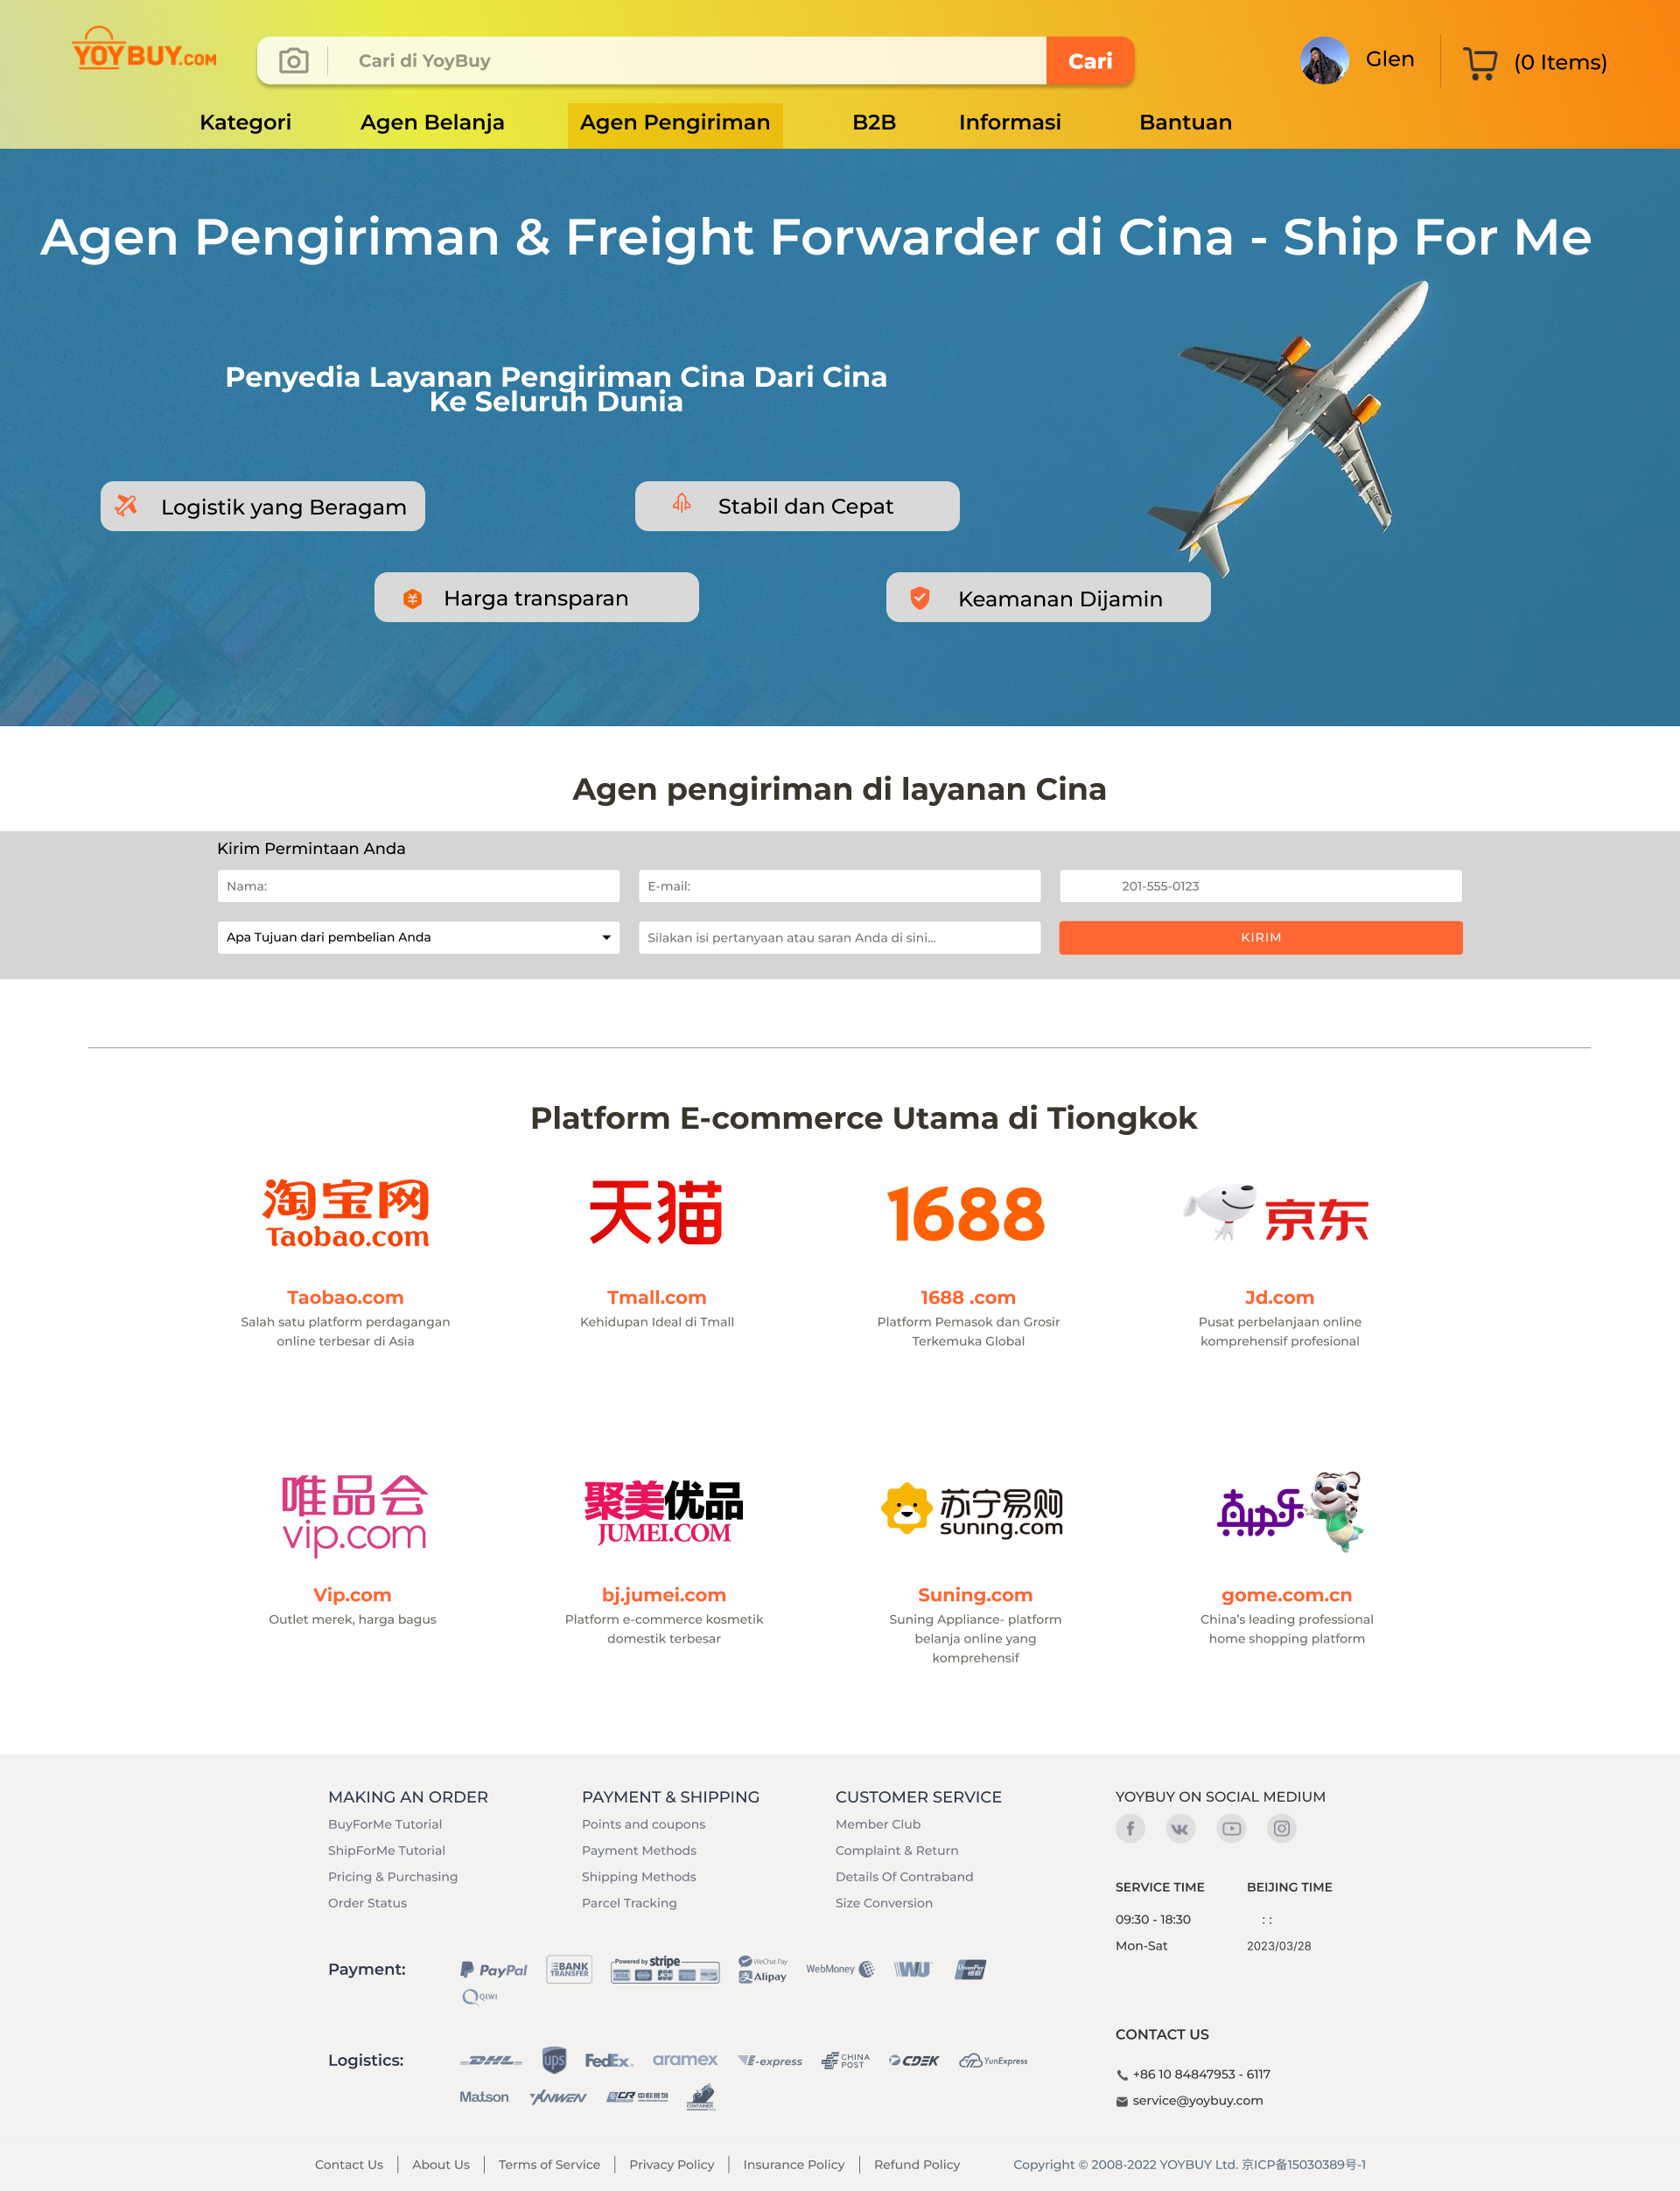 YOYBUY.COM
Cari di YoyBuy
Cari
Glen
(0 Items)
Kategori
Agen Belanja
Agen Pengiriman
B2B
Informasi
Bantuan
Agen Pengiriman & Freight Forwarder di Cina - Ship For Me
Penyedia Layanan Pengiriman Cina Dari Cina
Ke Seluruh Dunia
Logistik yang Beragam
Stabil dan Cepat
Harga transparan
Keamanan Dijamin
Agen pengiriman di layanan Cina
Kirim Permintaan Anda
Nama:
E-mail:
201-555-0123
Apa Tujuan dari pembelian Anda
Silakan isi pertanyaan atau saran Anda di sini...
KIRIM
Platform E-commerce Utama di Tiongkok
淘宝网
Taobao.com
天猫
1688
京东
Taobao.com
Salah satu platform perdagangan
online terbesar di Asia
Tmall.com
Kehidupan Ideal di Tmall
1688 .com
Platform Pemasok dan Grosir
Terkemuka Global
Jd.com
Pusat perbelanjaan online
komprehensif profesional
唯品会
vip.com
聚美优品
JUMEI.COM
苏宁易购
suning.com
真快乐
Vip.com
Outlet merek, harga bagus
bj.jumei.com
Platform e-commerce kosmetik
domestik terbesar
Suning.com
Suning Appliance- platform
belanja online yang
komprehensif
gome.com.cn
China's leading professional
home shopping platform
MAKING AN ORDER
BuyForMe Tutorial
ShipForMe Tutorial
Pricing & Purchasing
Order Status
PAYMENT & SHIPPING
Points and coupons
Payment Methods
Shipping Methods
Parcel Tracking
CUSTOMER SERVICE
Member Club
Complaint & Return
Details Of Contraband
Size Conversion
YOYBUY ON SOCIAL MEDIUM
SERVICE TIME
BEIJING TIME
09:30 - 18:30
: :
Mon-Sat
2023/03/28
Payment:
PayPal
BANK
TRANSFER
Powered by stripe
WeChat Pay
Alipay
WebMoney
WU
UnionPay
银联
QIWI
CONTACT US
+86 10 84847953 - 6117
service@yoybuy.com
Logistics:
DHL
ups
FedEx
aramex
E-express
CHINA
POST
CDEK
YunExpress
Matson
YANWEN
CR
CONTAINER
Contact Us
About Us
Terms of Service
Privacy Policy
Insurance Policy
Refund Policy
Copyright © 2008-2022 YOYBUY Ltd. 京ICP备15030389号-1